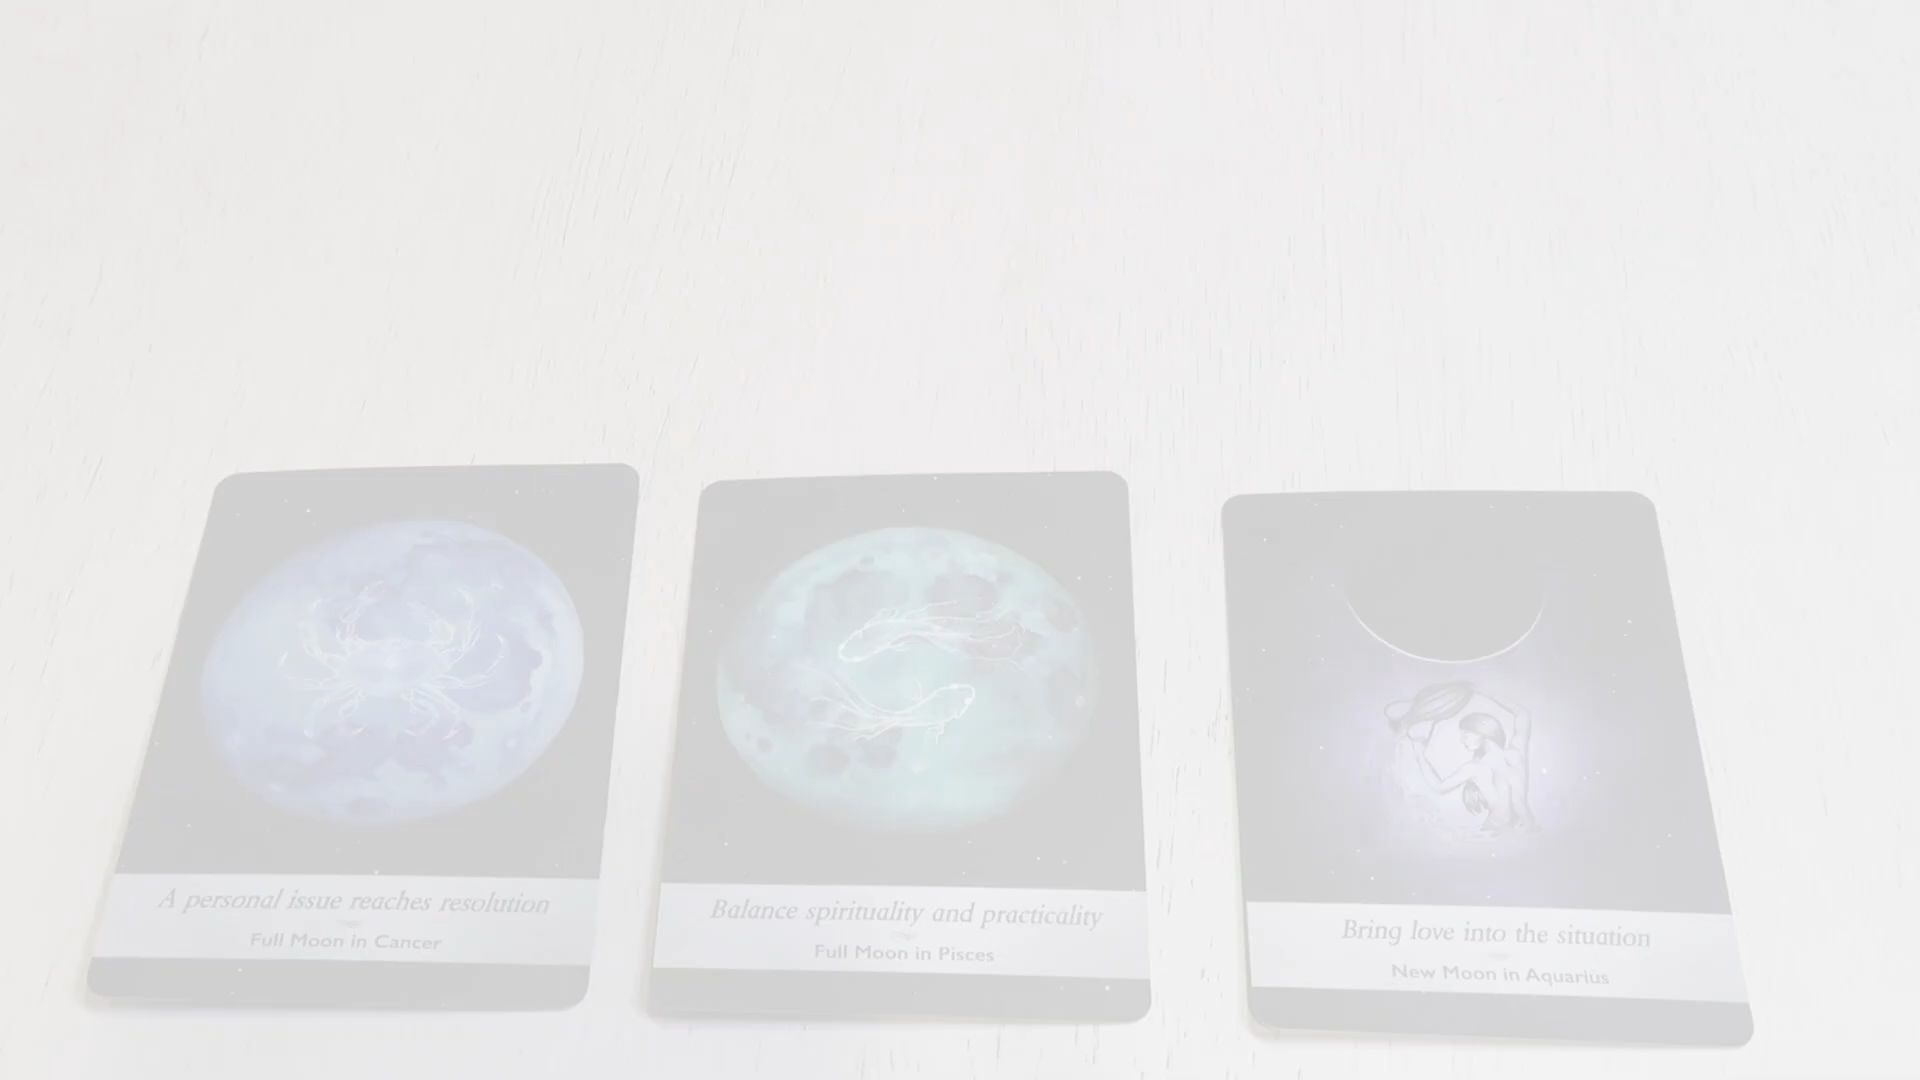 A personal issue reaches resolution
Full Moon in Cancer
Balance spirituality and practicality
Full Moon in Pisces
Bring love into the situation
New Moon in Aquarius